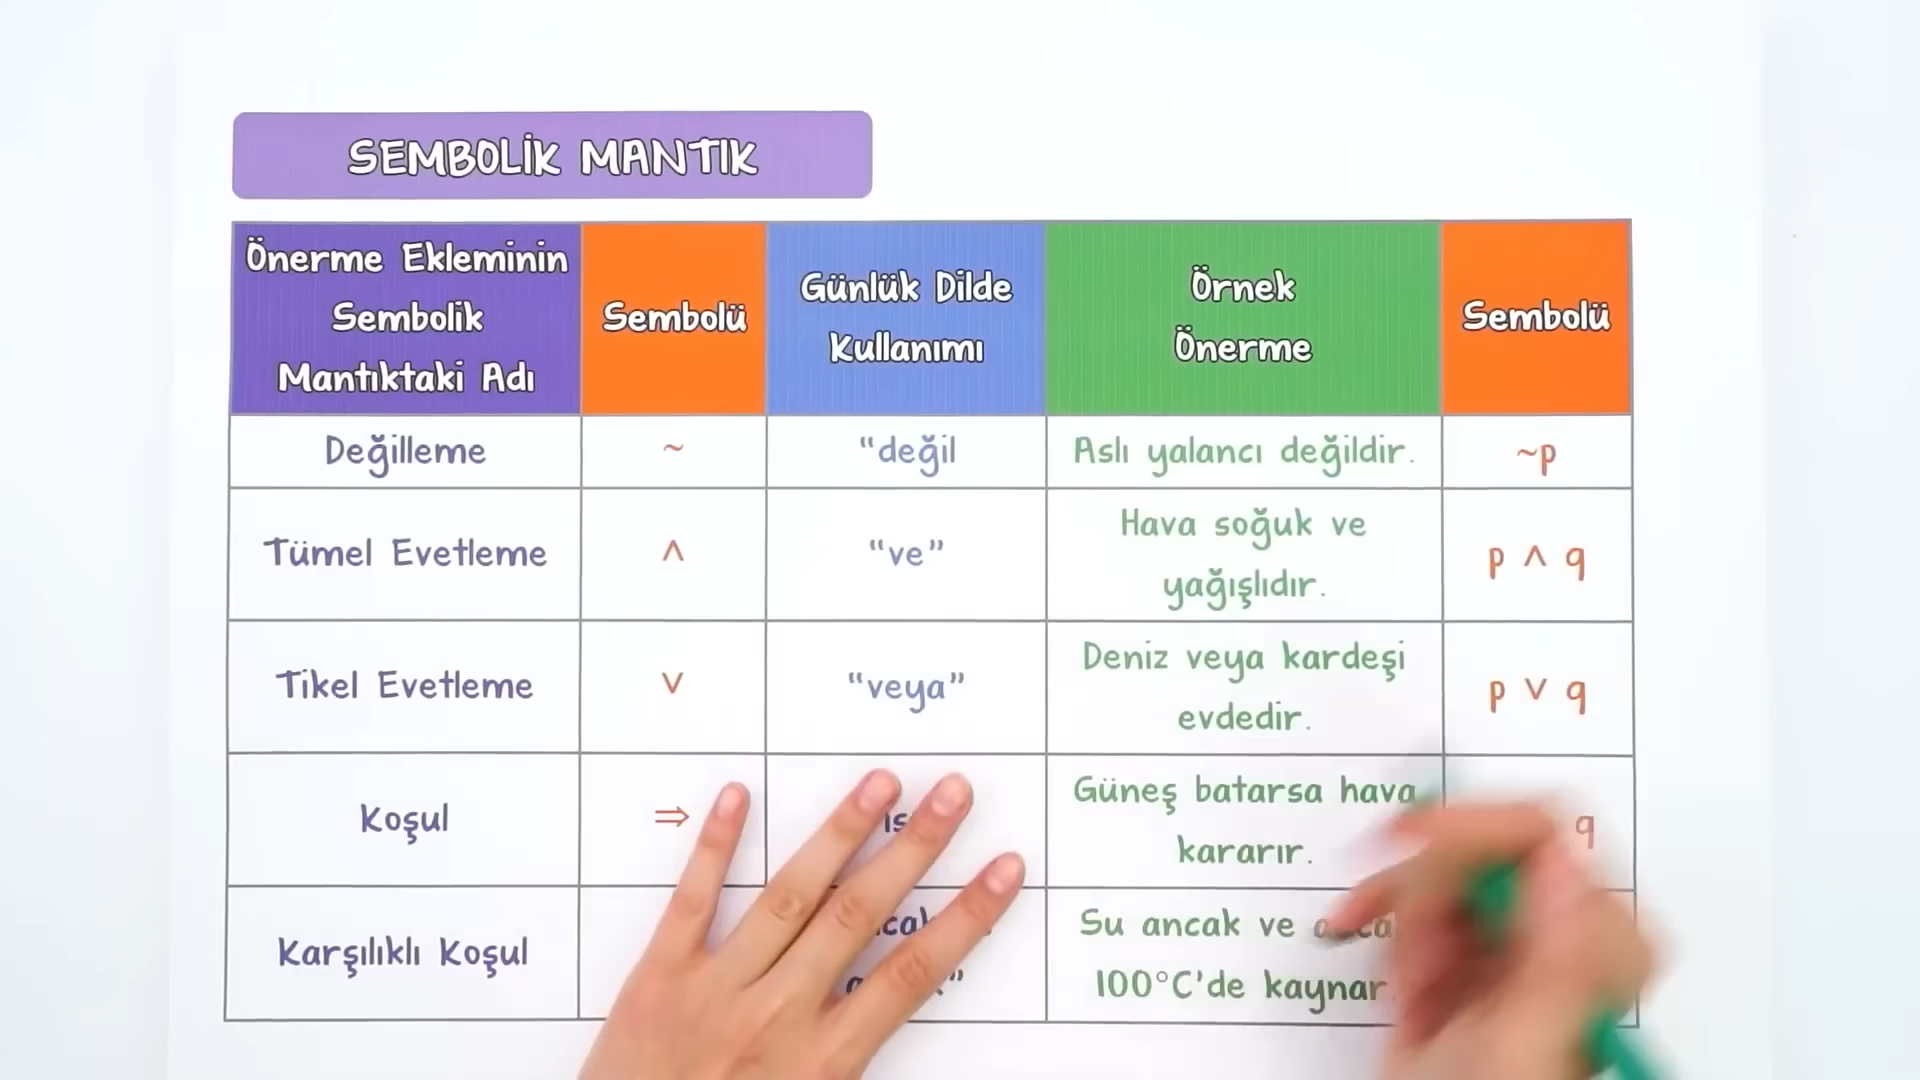 SEMBOLİK MANTIK
Önerme Ekleminin
Sembolik
Mantıktaki Adı
Sembolü
Günlük Dilde
Kullanımı
Örnek
Önerme
Sembolü
Değilleme
~
“değil
Aslı yalancı değildir.
~p
Tümel Evetleme
∧
“ve”
Hava soğuk ve
yağışlıdır.
p ∧ q
Tikel Evetleme
∨
“veya”
Deniz veya kardeşi
evdedir.
p ∨ q
Koşul
⇒
Güneş batarsa hava
kararır.
q
Karşılıklı Koşul
Su ancak ve
100°C'de kaynar.